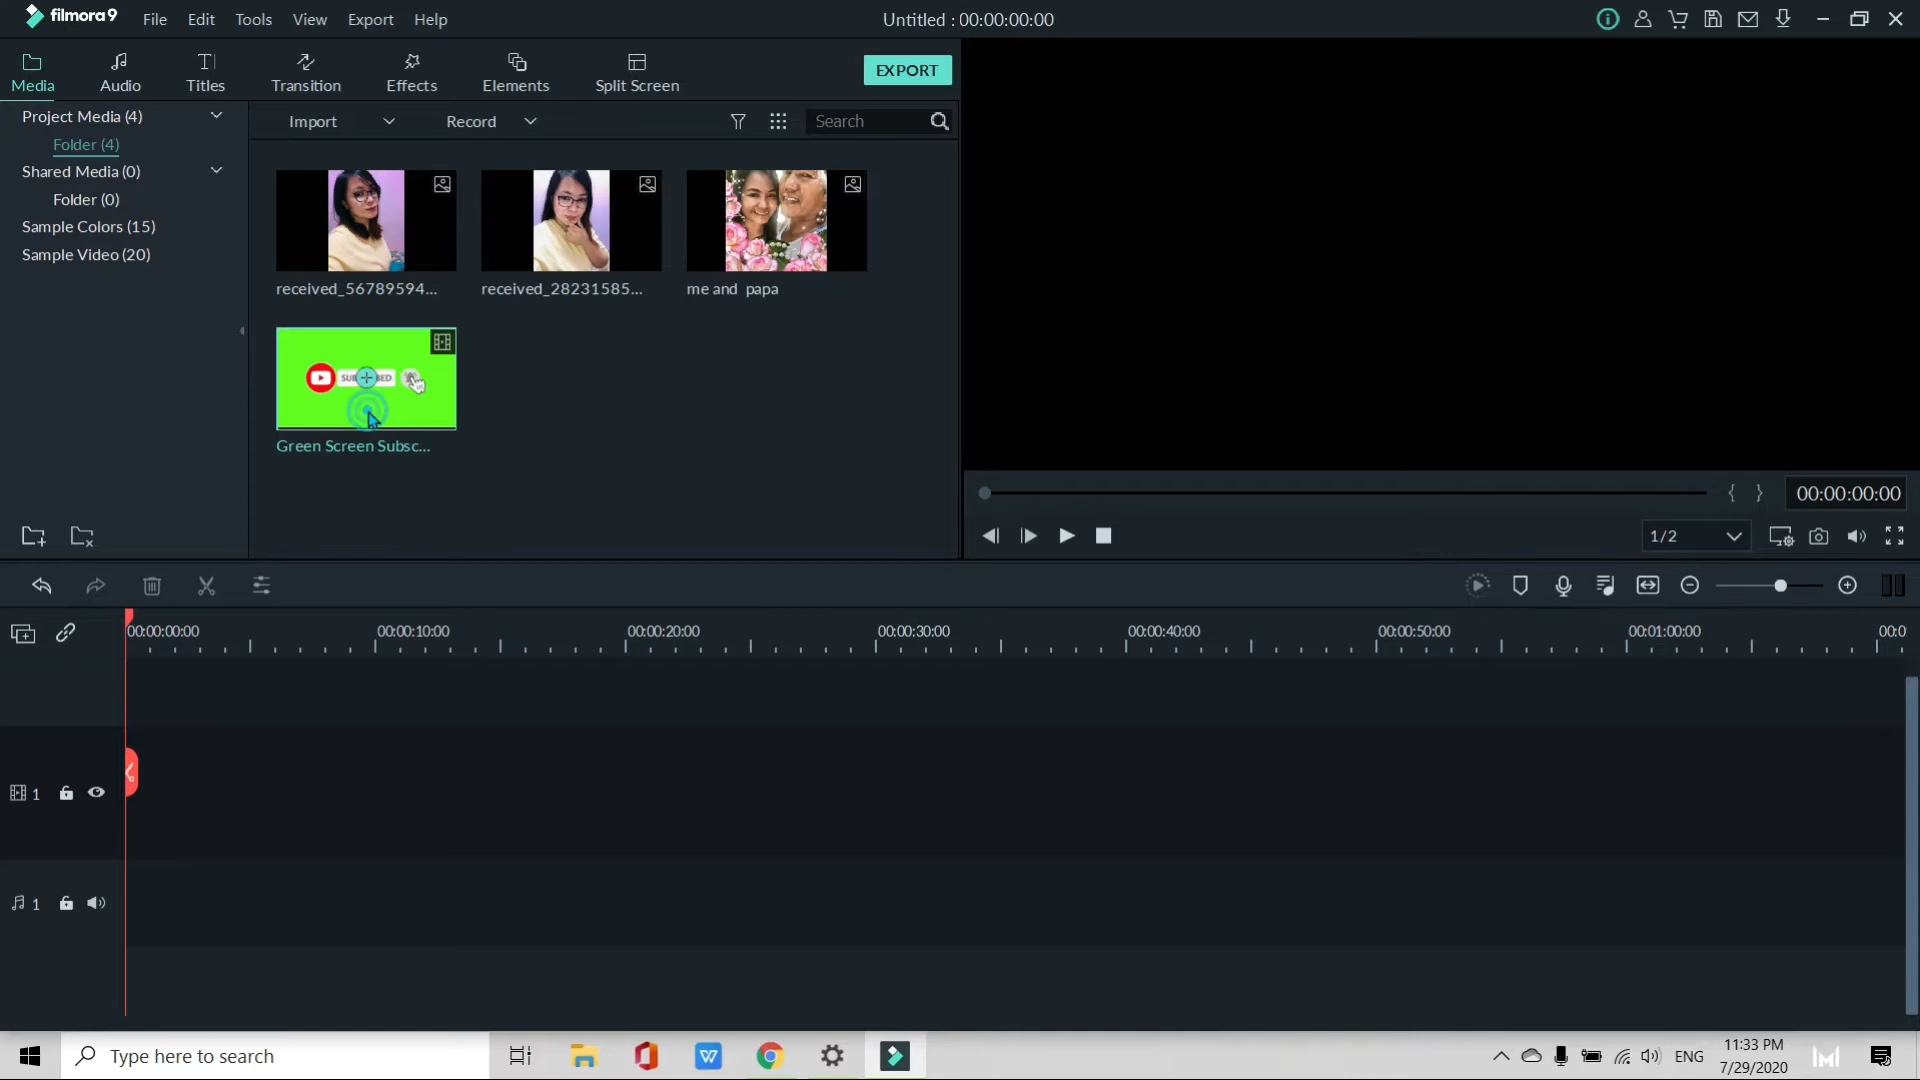 filmora9
File Edit Tools View Export Help
Untitled : 00:00:00:00
Media Audio Titles Transition Effects Elements Split Screen
EXPORT
Project Media (4)
Folder (4)
Shared Media (0)
Folder (0)
Sample Colors (15)
Sample Video (20)
Import Record Search
received_56789594...
received_28231585...
me and papa
Green Screen Subsc...
00:00:00:00
1/2
00:00:00:00 00:00:10:00 00:00:20:00 00:00:30:00 00:00:40:00 00:00:50:00 00:01:00:00 00:0
1
1
Type here to search
ENG
11:33 PM
7/29/2020